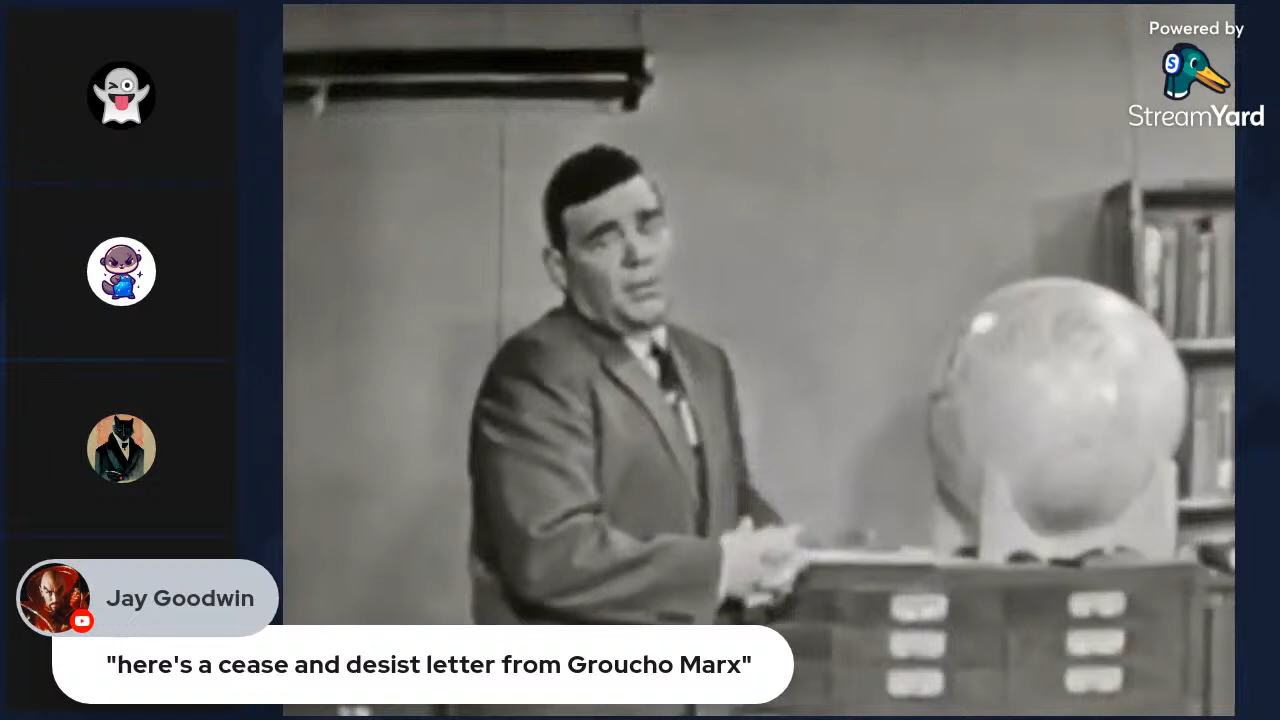 Powered by
StreamYard
Jay Goodwin
"here's a cease and desist letter from Groucho Marx"